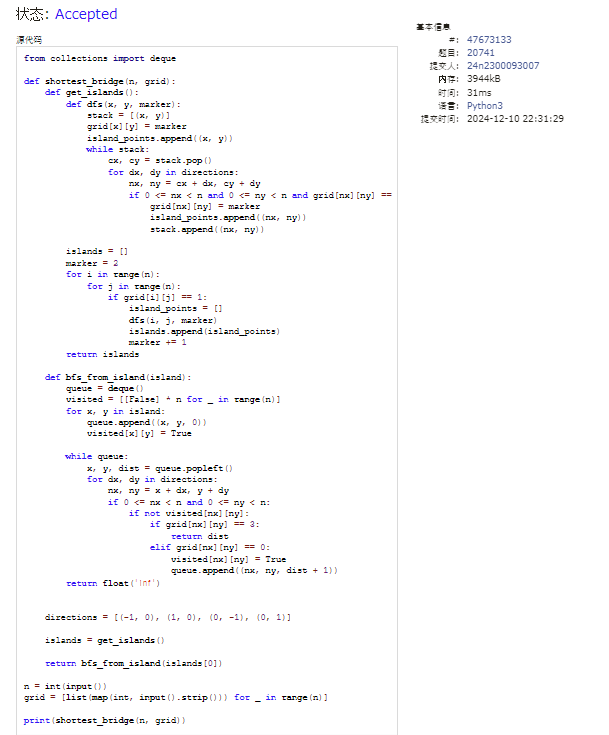 状态: Accepted
源代码
from collections import deque

def shortest_bridge(n, grid):
    def get_islands():
        def dfs(x, y, marker):
            stack = [(x, y)]
            grid[x][y] = marker
            island_points.append((x, y))
            while stack:
                cx, cy = stack.pop()
                for dx, dy in directions:
                    nx, ny = cx + dx, cy + dy
                    if 0 <= nx < n and 0 <= ny < n and grid[nx][ny] ==
                        grid[nx][ny] = marker
                        island_points.append((nx, ny))
                        stack.append((nx, ny))

        islands = []
        marker = 2
        for i in range(n):
            for j in range(n):
                if grid[i][j] == 1:
                    island_points = []
                    dfs(i, j, marker)
                    islands.append(island_points)
                    marker += 1
        return islands

    def bfs_from_island(island):
        queue = deque()
        visited = [[False] * n for _ in range(n)]
        for x, y in island:
            queue.append((x, y, 0))
            visited[x][y] = True

        while queue:
            x, y, dist = queue.popleft()
            for dx, dy in directions:
                nx, ny = x + dx, y + dy
                if 0 <= nx < n and 0 <= ny < n:
                    if not visited[nx][ny]:
                        if grid[nx][ny] == 3:
                            return dist
                        elif grid[nx][ny] == 0:
                            visited[nx][ny] = True
                            queue.append((nx, ny, dist + 1))
        return float('inf')

    directions = [(-1, 0), (1, 0), (0, -1), (0, 1)]

    islands = get_islands()

    return bfs_from_island(islands[0])

n = int(input())
grid = [list(map(int, input().strip())) for _ in range(n)]

print(shortest_bridge(n, grid))
基本信息
#: 47673133
题目: 20741
提交人: 24n2300093007
内存: 3944kB
时间: 31ms
语言: Python3
提交时间: 2024-12-10 22:31:29